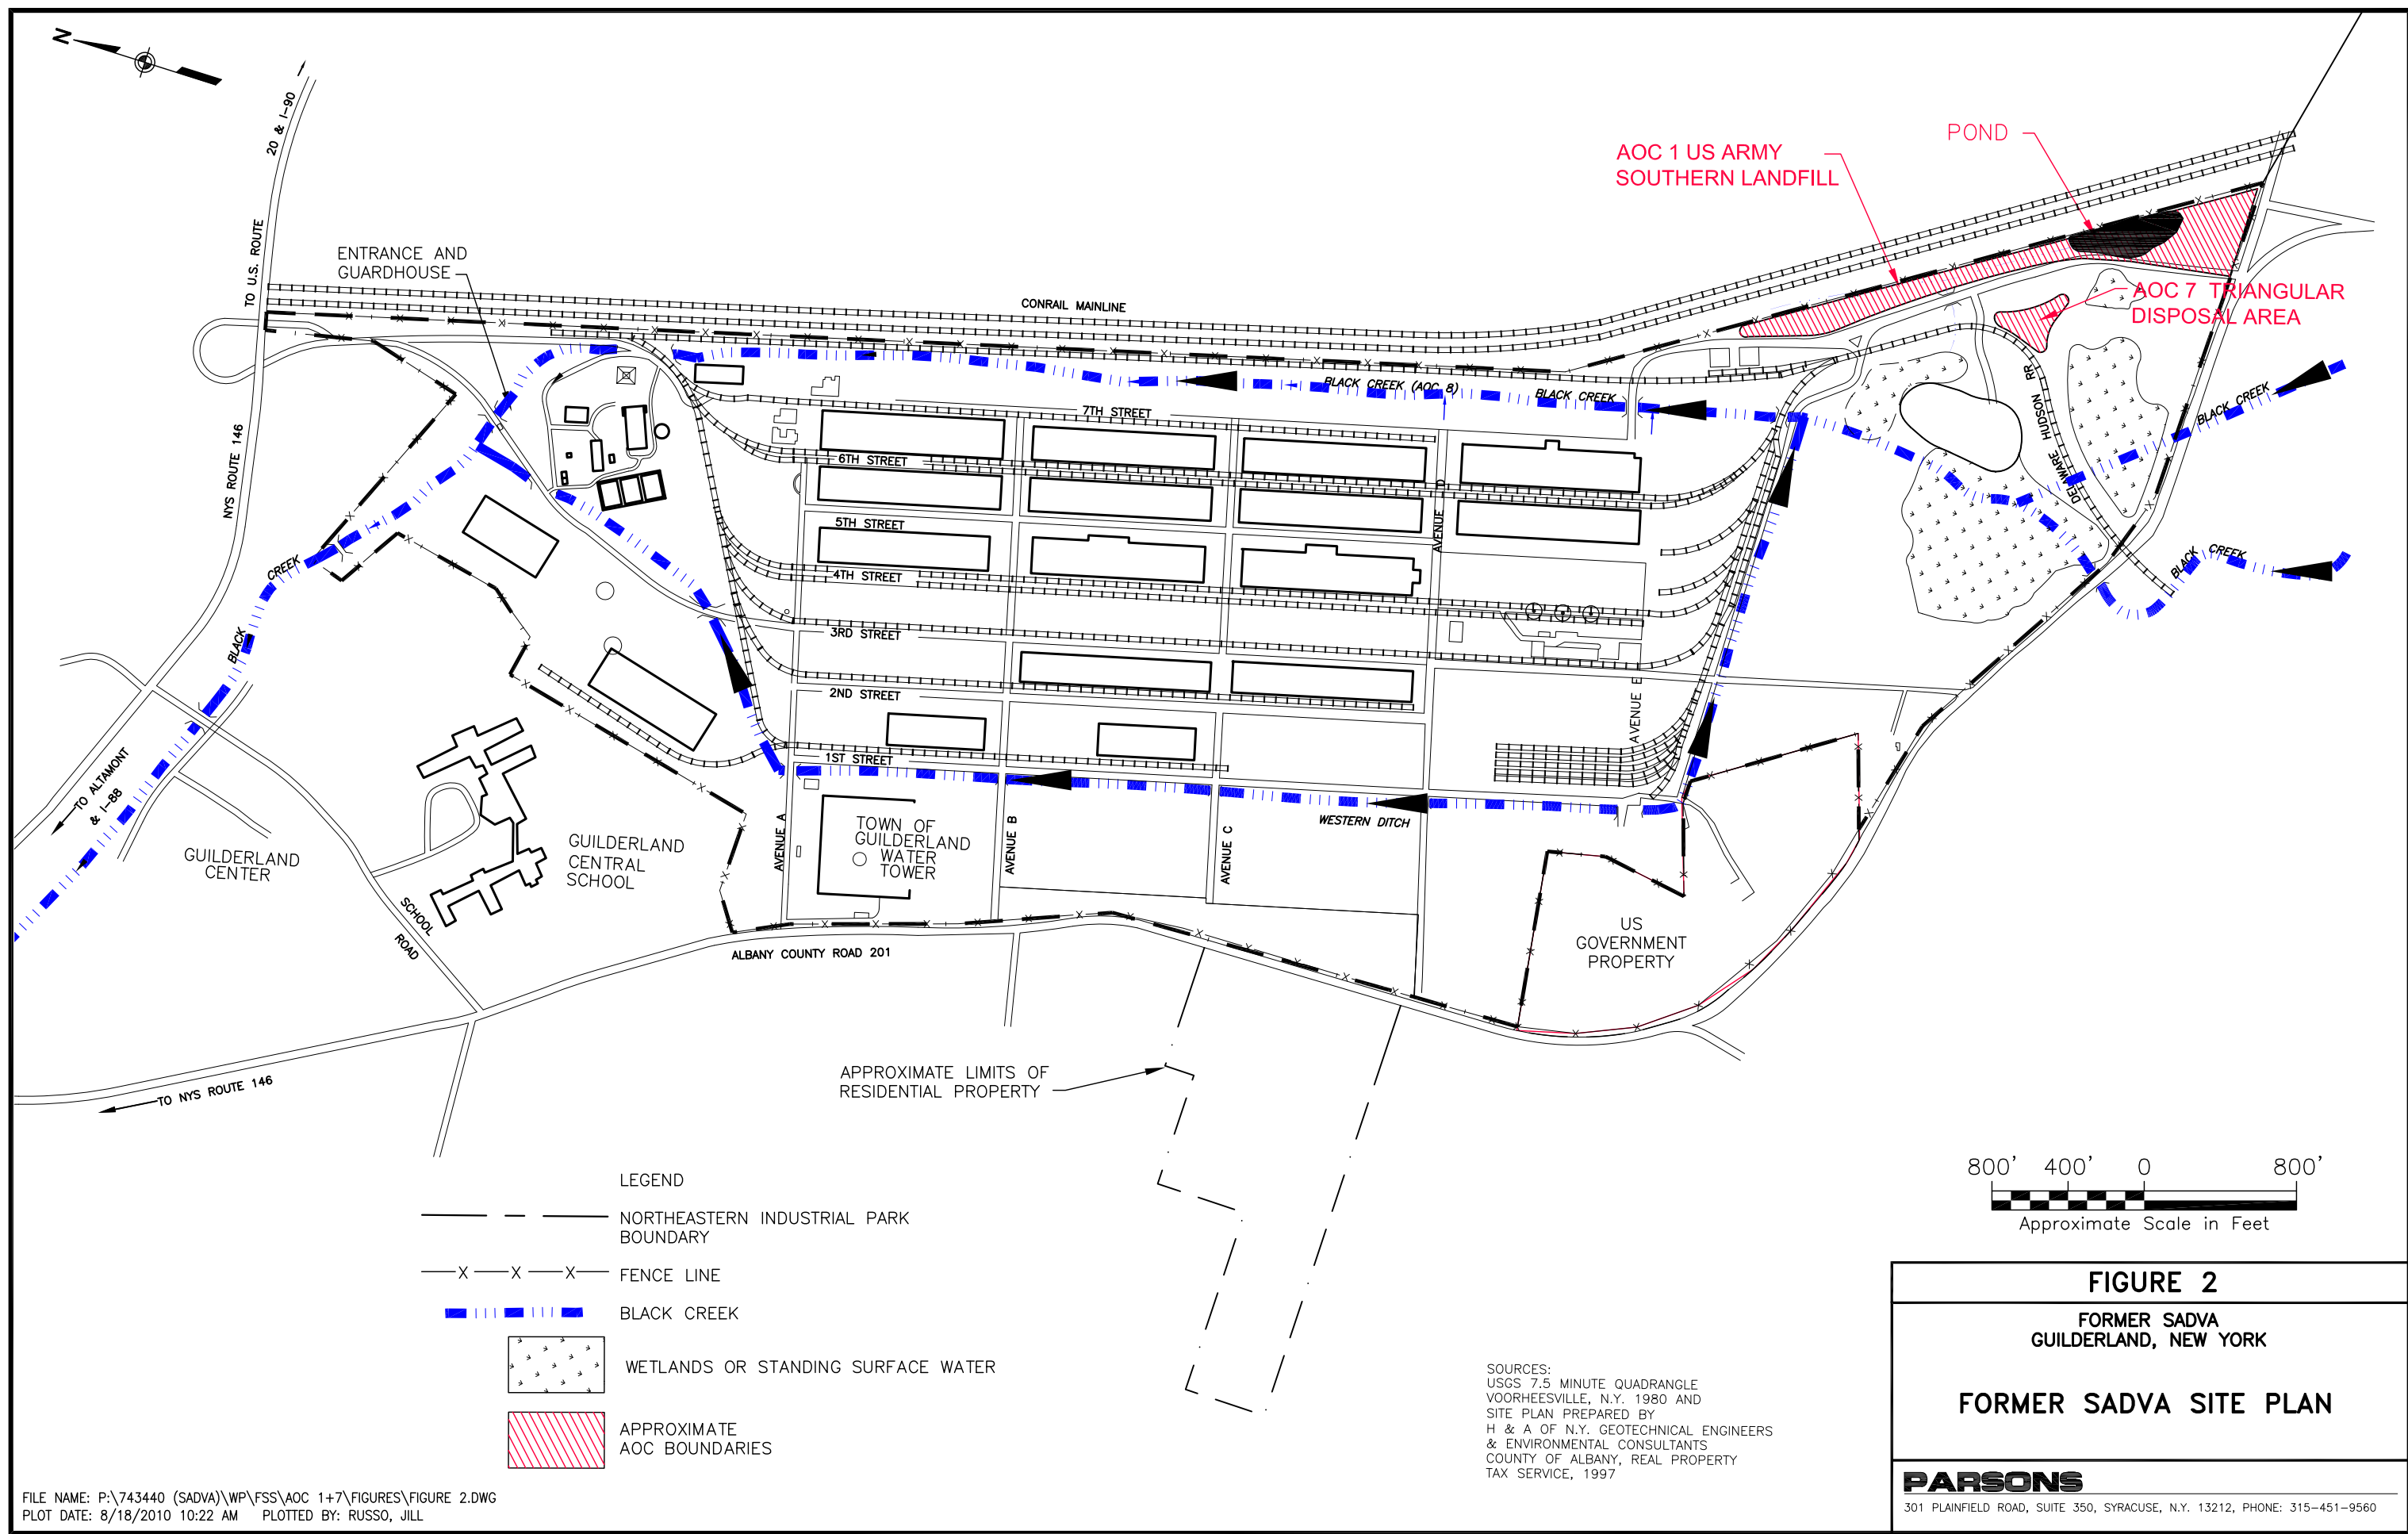 N
20 & I-90
TO U.S. ROUTE
NYS ROUTE 146
ENTRANCE AND
GUARDHOUSE
CONRAIL MAINLINE
AOC 1 US ARMY
SOUTHERN LANDFILL
POND
AOC 7 TRIANGULAR
DISPOSAL AREA
BLACK CREEK (AOC 8)
BLACK CREEK
7TH STREET
6TH STREET
5TH STREET
4TH STREET
3RD STREET
2ND STREET
1ST STREET
AVENUE D
AVENUE E
DELAWARE HUDSON RR
BLACK CREEK
BLACK CREEK
BLACK CREEK
TO ALTAMONT
& I-88
GUILDERLAND
CENTER
GUILDERLAND
CENTRAL
SCHOOL
SCHOOL
ROAD
AVENUE A
TOWN OF
GUILDERLAND
WATER
TOWER
AVENUE B
AVENUE C
WESTERN DITCH
US
GOVERNMENT
PROPERTY
ALBANY COUNTY ROAD 201
TO NYS ROUTE 146
APPROXIMATE LIMITS OF
RESIDENTIAL PROPERTY
LEGEND
NORTHEASTERN INDUSTRIAL PARK
BOUNDARY
X X X FENCE LINE
BLACK CREEK
WETLANDS OR STANDING SURFACE WATER
APPROXIMATE
AOC BOUNDARIES
800' 400' 0 800'
Approximate Scale in Feet
SOURCES:
USGS 7.5 MINUTE QUADRANGLE
VOORHEESVILLE, N.Y. 1980 AND
SITE PLAN PREPARED BY
H & A OF N.Y. GEOTECHNICAL ENGINEERS
& ENVIRONMENTAL CONSULTANTS
COUNTY OF ALBANY, REAL PROPERTY
TAX SERVICE, 1997
FIGURE 2
FORMER SADVA
GUILDERLAND, NEW YORK
FORMER SADVA SITE PLAN
PARSONS
301 PLAINFIELD ROAD, SUITE 350, SYRACUSE, N.Y. 13212, PHONE: 315-451-9560
FILE NAME: P:\743440 (SADVA)\WP\FSS\AOC 1+7\FIGURES\FIGURE 2.DWG
PLOT DATE: 8/18/2010 10:22 AM PLOTTED BY: RUSSO, JILL